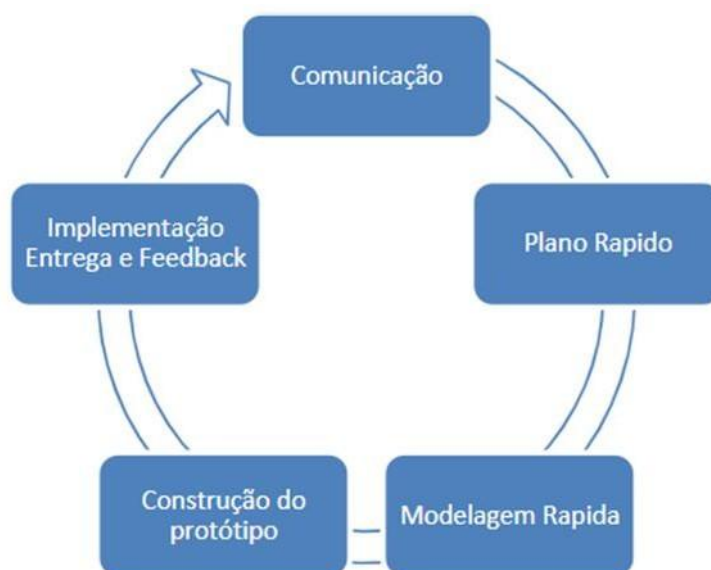 Comunicação
Plano Rapido
Modelagem Rapida
Construção do
protótipo
Implementação
Entrega e Feedback